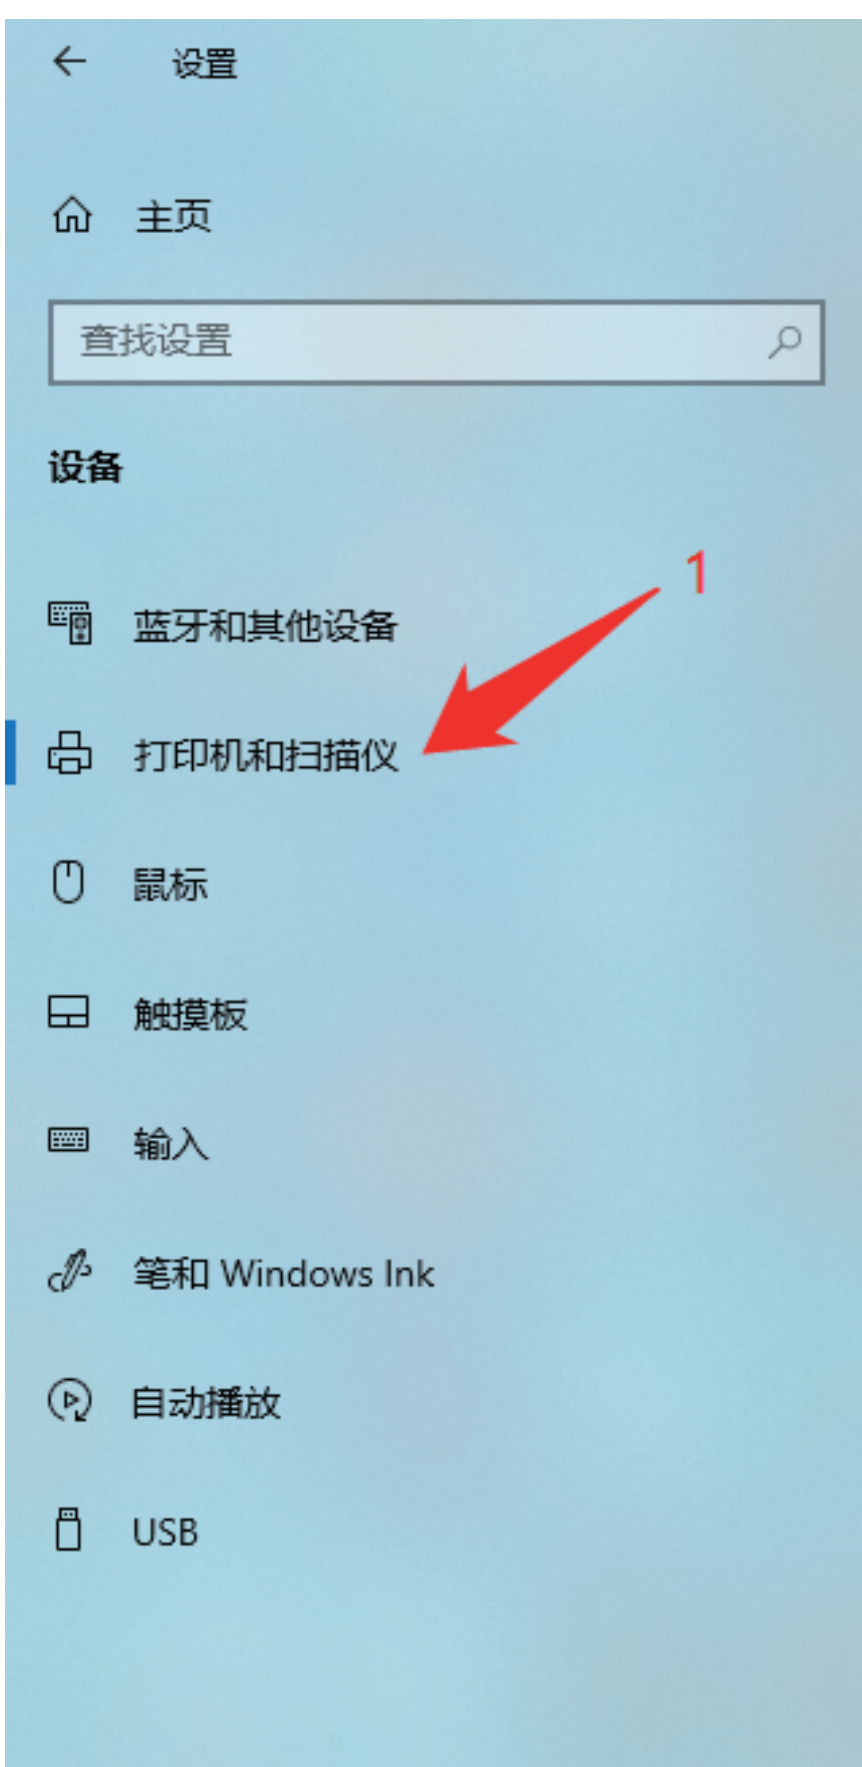 设置
主页
查找设置
设备
1
蓝牙和其他设备
打印机和扫描仪
鼠标
触摸板
输入
笔和 Windows Ink
自动播放
USB